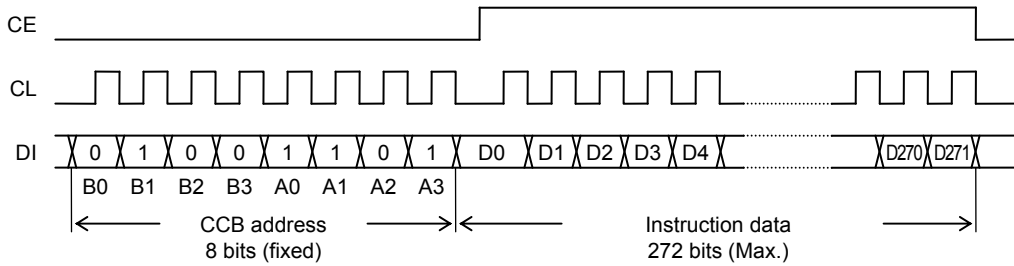 CE
CL
DI 0 1 0 0 1 1 0 1 D0 D1 D2 D3 D4 D270 D271
B0 B1 B2 B3 A0 A1 A2 A3
CCB address Instruction data
8 bits (fixed) 272 bits (Max.)